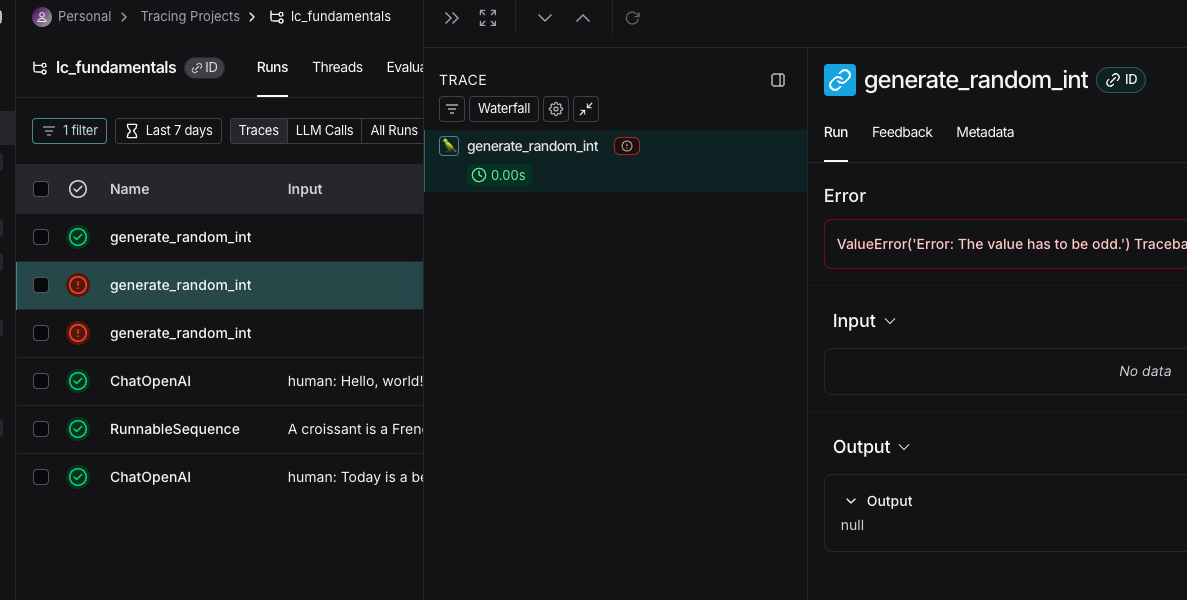 Personal > Tracing Projects > lc_fundamentals
lc_fundamentals ID Runs Threads Evalua
1 filter Last 7 days Traces LLM Calls All Runs
Name Input
generate_random_int
generate_random_int
generate_random_int
ChatOpenAI human: Hello, world!
RunnableSequence A croissant is a Fren
ChatOpenAI human: Today is a be
TRACE
Waterfall
generate_random_int
0.00s
generate_random_int ID
Run Feedback Metadata
Error
ValueError('Error: The value has to be odd.') Traceba
Input
No data
Output
Output
null